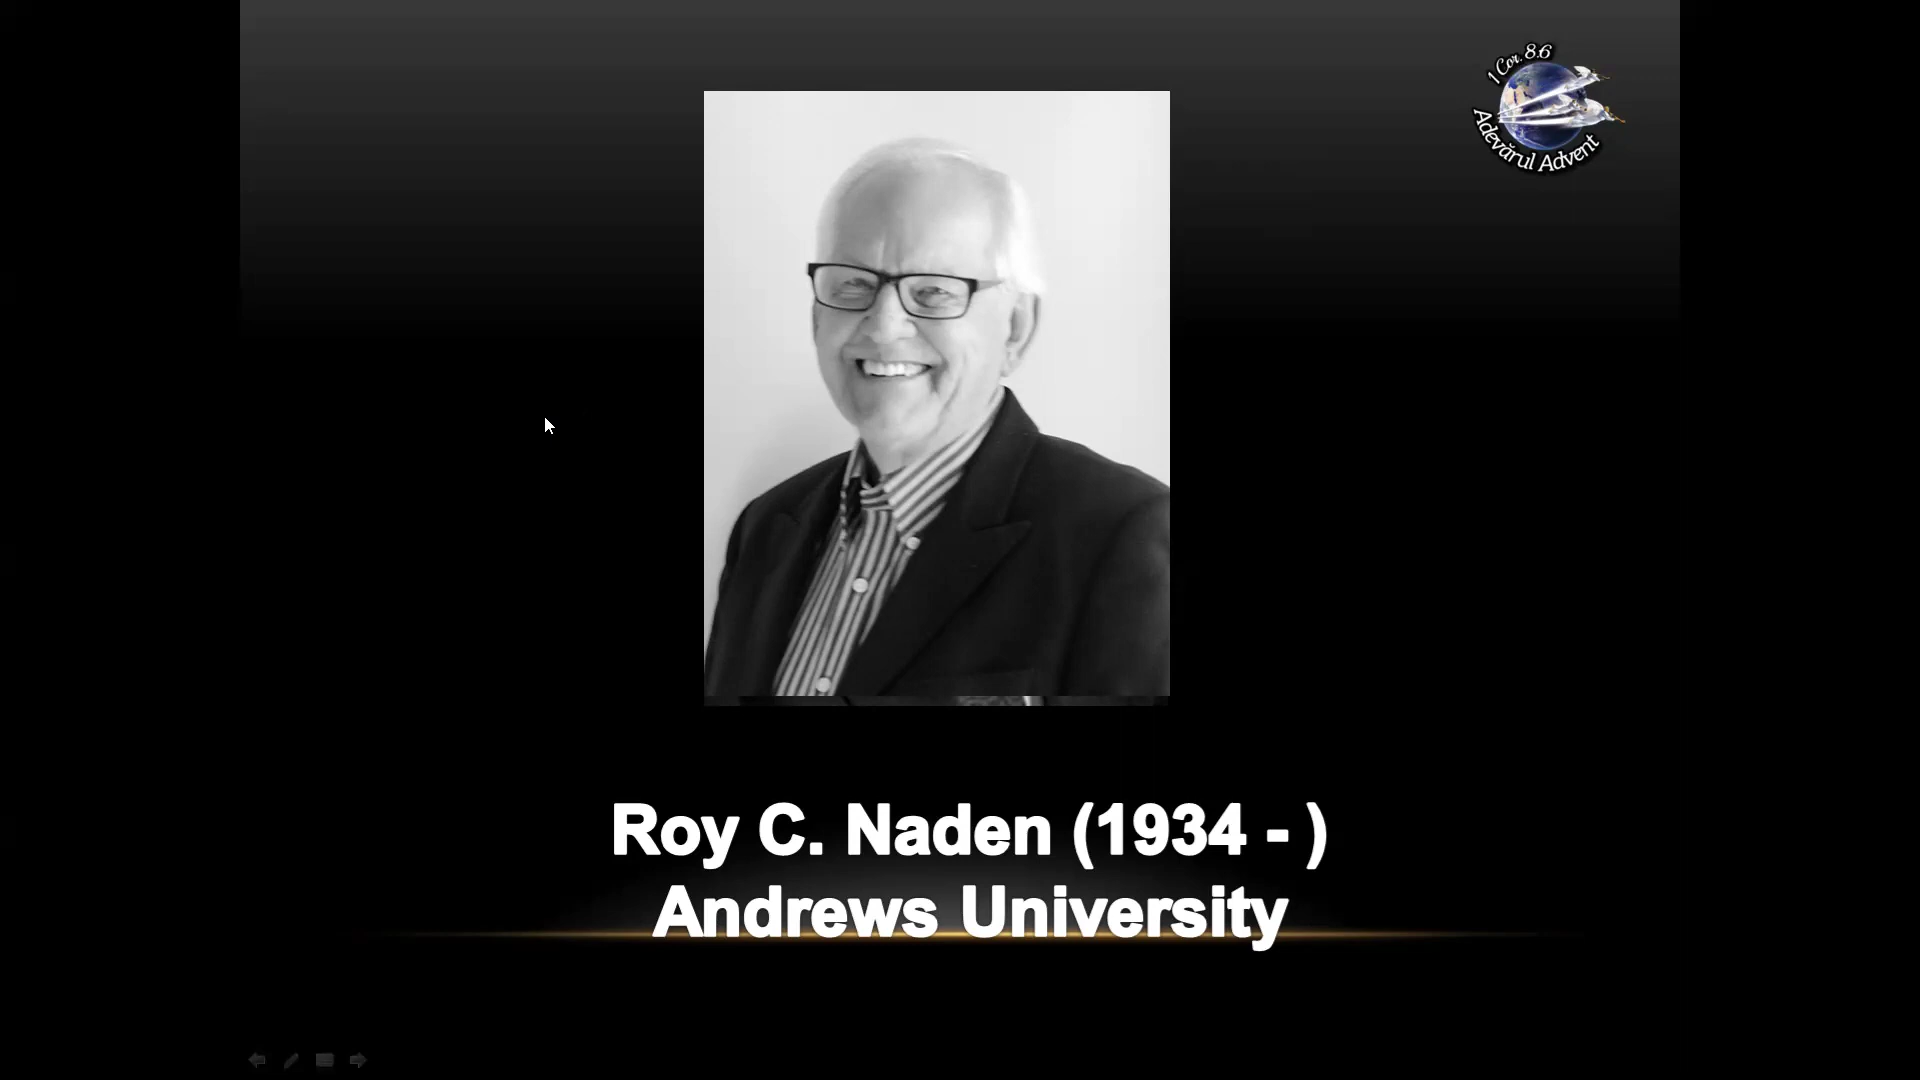 1 Cor. 8:6
Adevărul Advent
Roy C. Naden (1934 - )
Andrews University